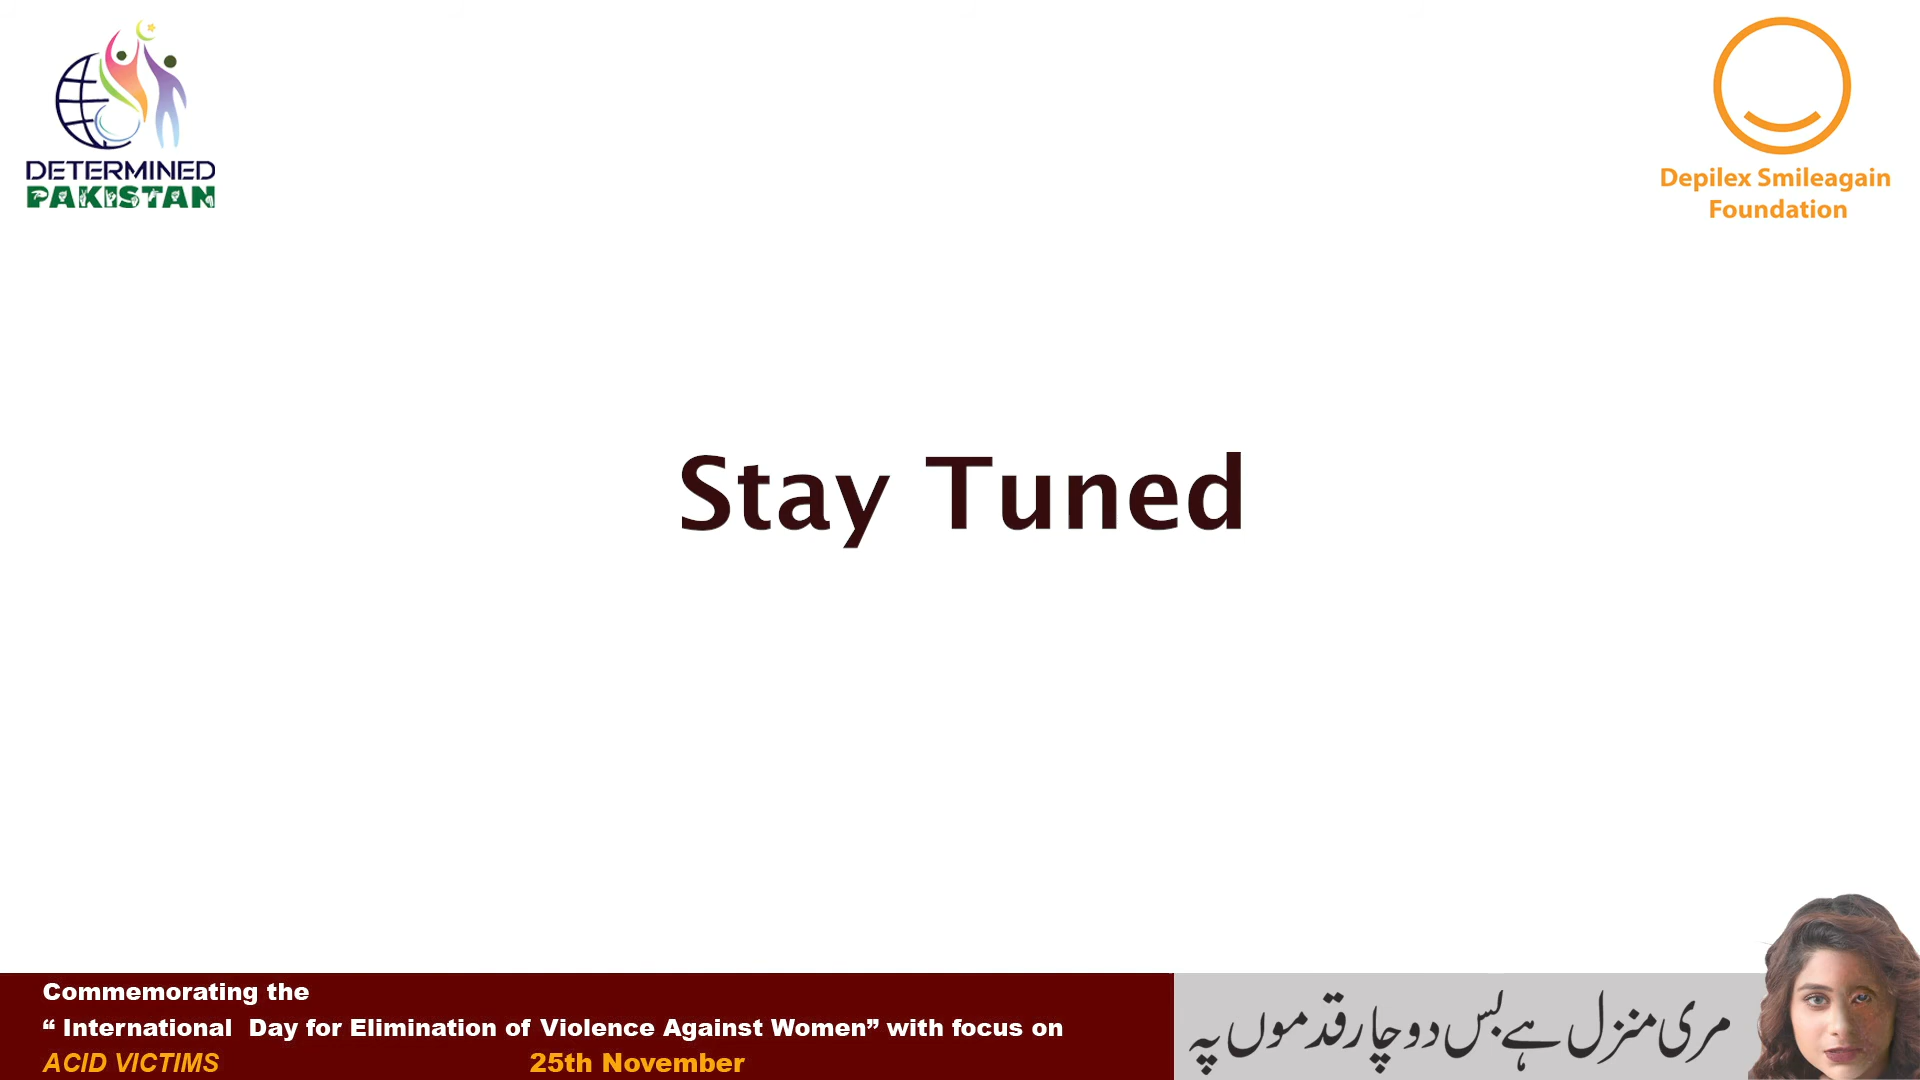 DETERMINED
PAKISTAN
Depilex Smileagain
Foundation
Stay Tuned
Commemorating the
“ International Day for Elimination of Violence Against Women” with focus on
ACID VICTIMS 25th November
مری منزل ہے بس دو چار قدموں پہ